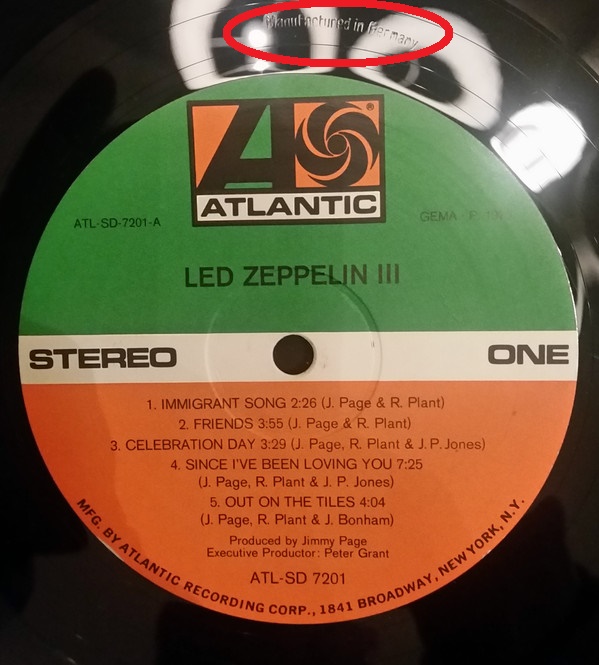 Manufactured in Germany
ATLANTIC
ATL-SD-7201-A
GEMA
LED ZEPPELIN III
STEREO
ONE
1. IMMIGRANT SONG 2:26 (J. Page & R. Plant)
2. FRIENDS 3:55 (J. Page & R. Plant)
3. CELEBRATION DAY 3:29 (J. Page, R. Plant & J.P. Jones)
4. SINCE I'VE BEEN LOVING YOU 7:25
(J. Page, R. Plant & J. P. Jones)
5. OUT ON THE TILES 4:04
(J. Page, R. Plant & J. Bonham)
Produced by Jimmy Page
Executive Productor: Peter Grant
ATL-SD 7201
MFG. BY ATLANTIC RECORDING CORP., 1841 BROADWAY, NEW YORK, N.Y.